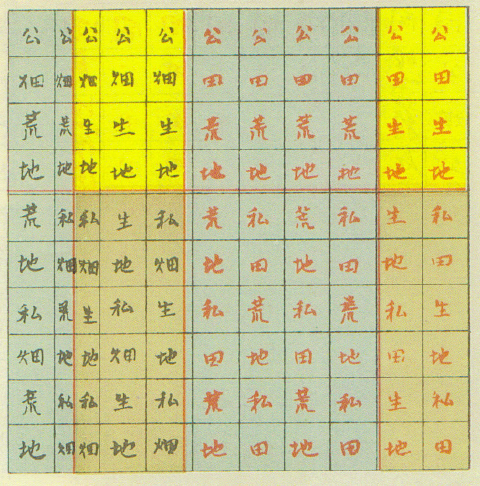 公 公 公 公 公 公 公 公 公 公 公
畑 畑 畑 畑 畑 田 田 田 田 田 田
荒 荒 生 生 生 荒 荒 荒 荒 生 生
地 地 地 地 地 地 地 地 地 地 地
荒 私 私 生 私 荒 私 荒 私 生 私
地 畑 畑 地 畑 地 田 地 田 地 田
私 荒 生 私 生 私 荒 私 荒 私 生
畑 地 地 畑 地 田 地 田 地 田 地
荒 私 私 生 私 荒 私 荒 私 生 私
地 畑 畑 地 畑 地 田 地 田 地 田